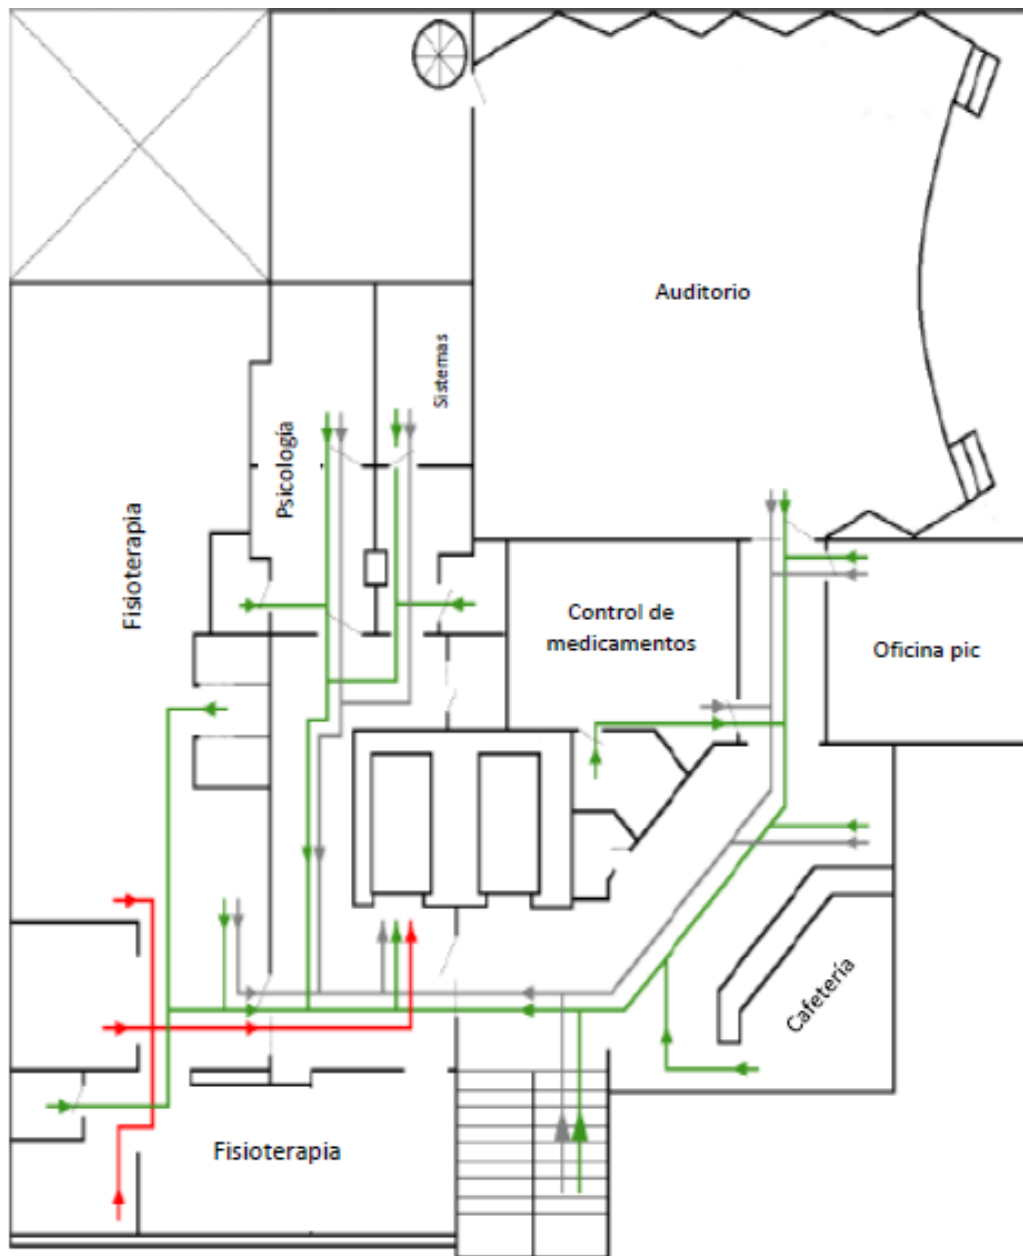 Auditorio
Sistemas
Psicología
Fisioterapia
Control de
medicamentos
Oficina pic
Cafetería
Fisioterapia